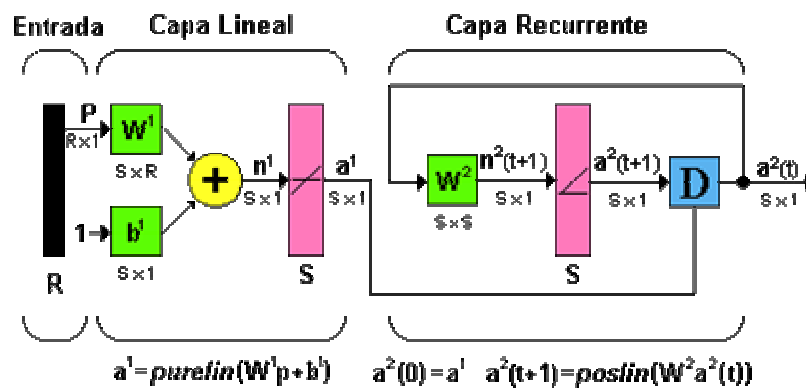 Entrada Capa Lineal Capa Recurrente
P
R×1
W¹
S×R
1
b¹
S×1
+
n¹
S×1
a¹
S×1
R
S
W²
S×S
n²(t+1)
S×1
a²(t+1)
S×1
D
a²(t)
S×1
S
a¹=purelin(W¹p+b¹) a²(0)=a¹ a²(t+1)=poslin(W²a²(t))